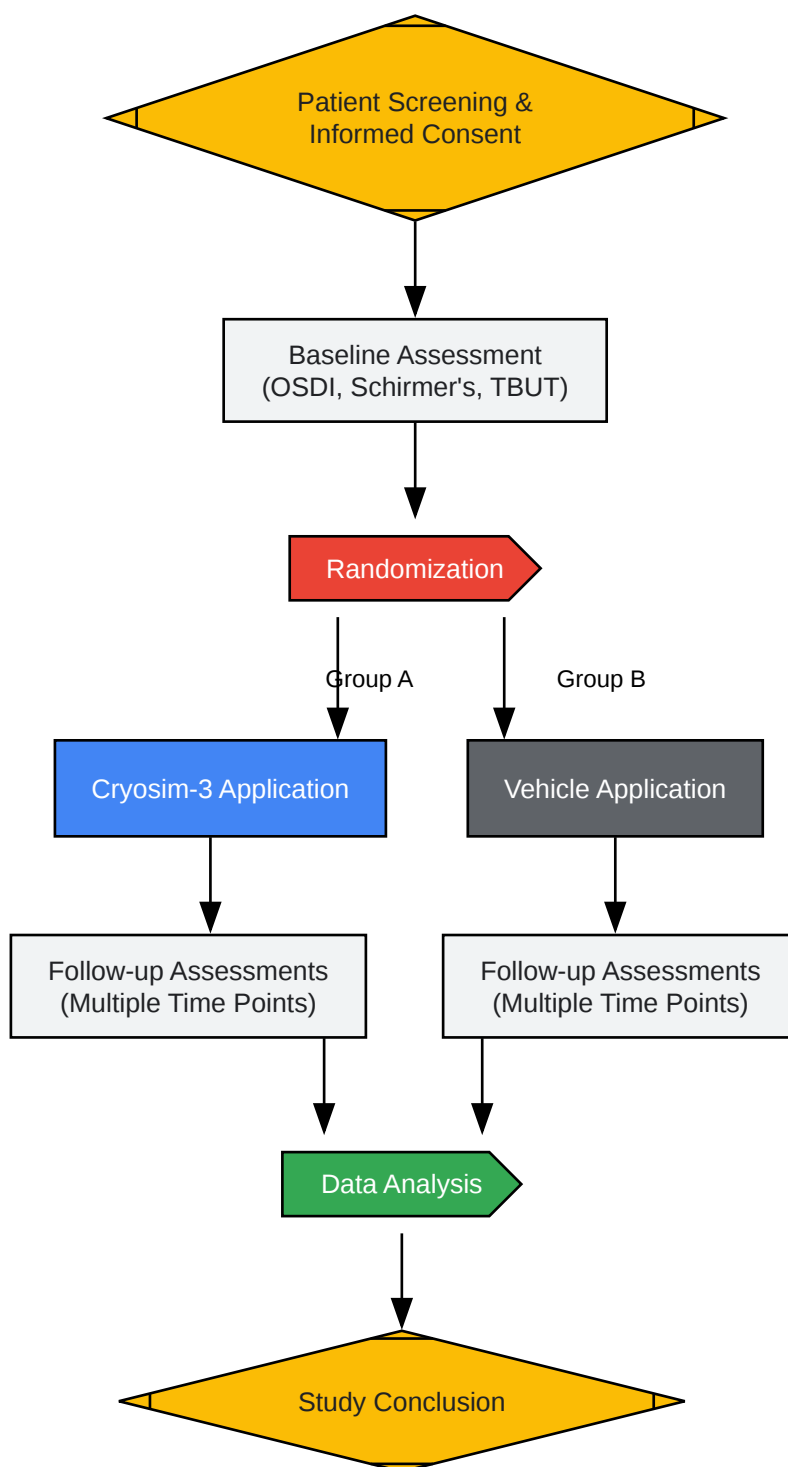 Patient Screening &
Informed Consent
Baseline Assessment
(OSDI, Schirmer's, TBUT)
Randomization
Group A
Group B
Cryosim-3 Application
Vehicle Application
Follow-up Assessments
(Multiple Time Points)
Follow-up Assessments
(Multiple Time Points)
Data Analysis
Study Conclusion